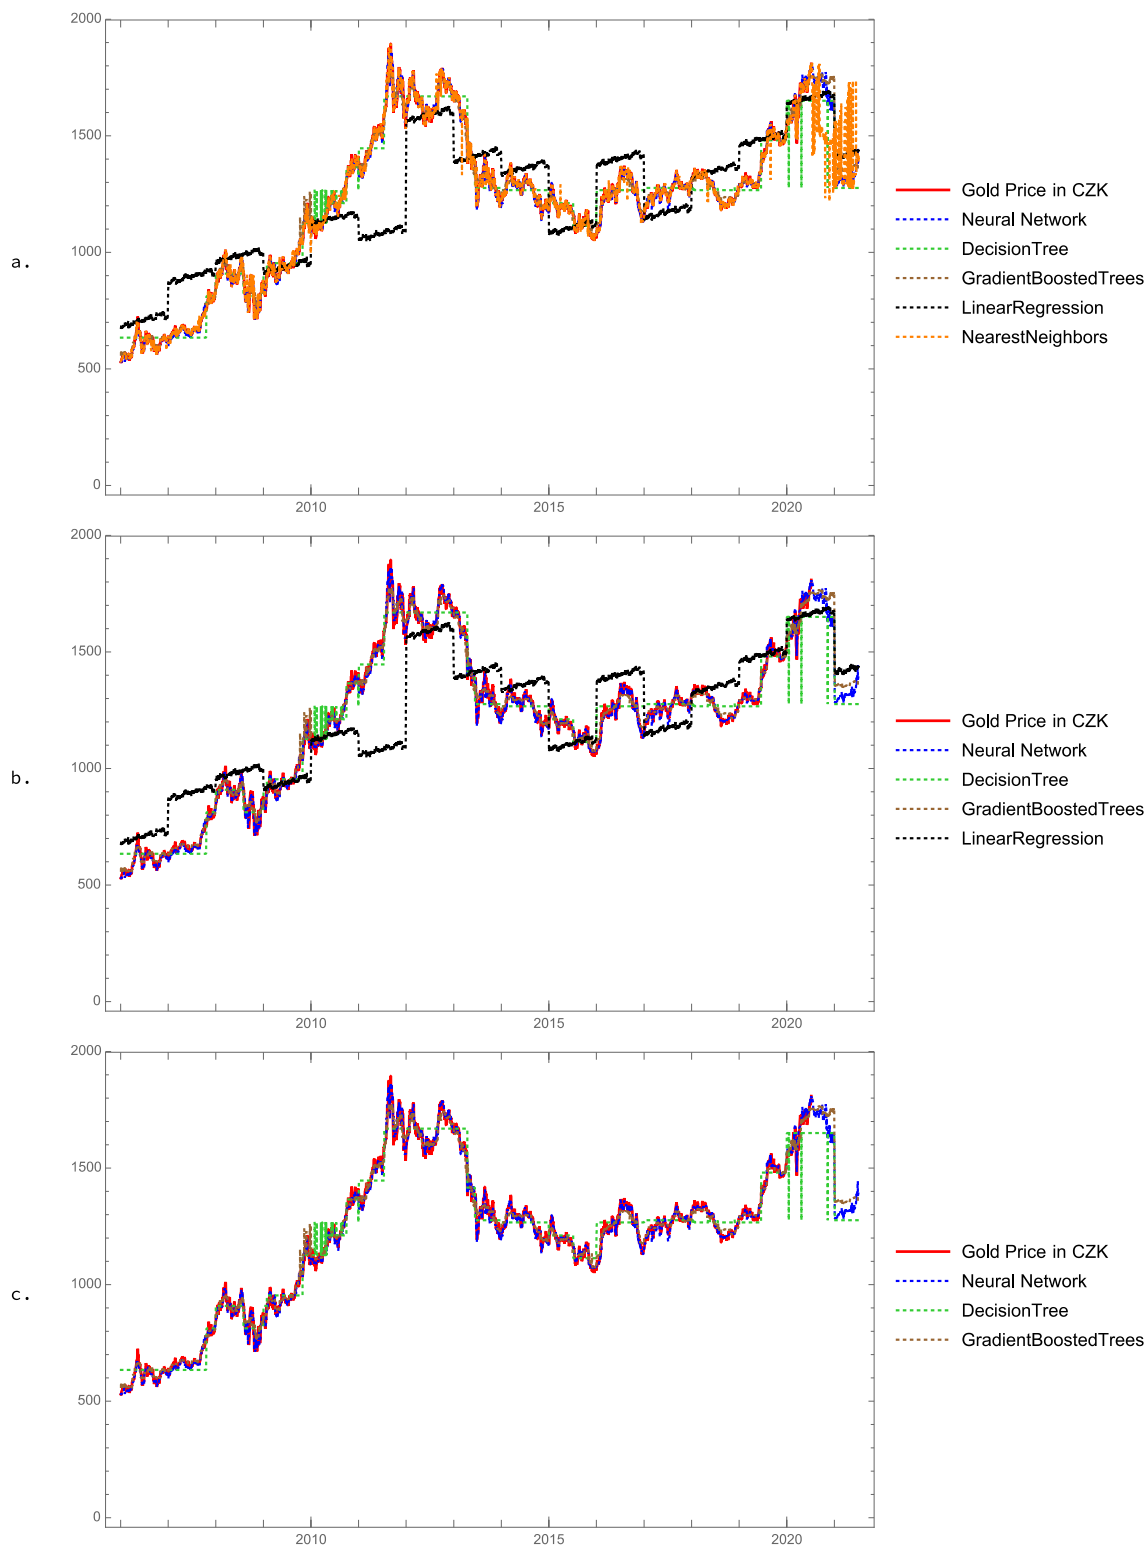 2000
1500
1000
500
0
2010
2015
2020
a.
Gold Price in CZK
Neural Network
DecisionTree
GradientBoostedTrees
LinearRegression
NearestNeighbors
2000
1500
1000
500
0
2010
2015
2020
b.
Gold Price in CZK
Neural Network
DecisionTree
GradientBoostedTrees
LinearRegression
2000
1500
1000
500
0
2010
2015
2020
c.
Gold Price in CZK
Neural Network
DecisionTree
GradientBoostedTrees